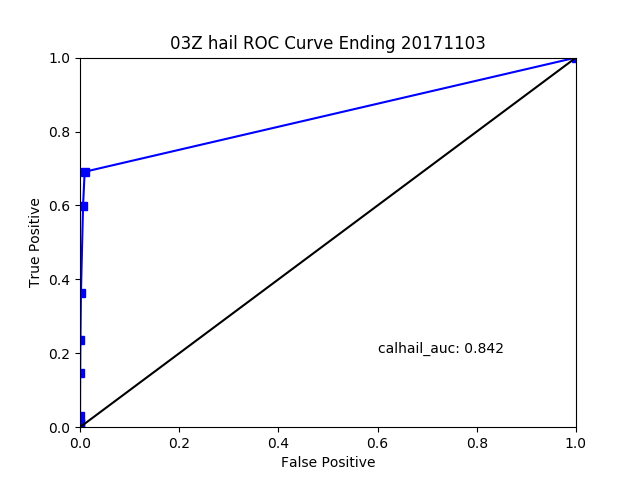 03Z hail ROC Curve Ending 20171103
1.0
0.8
0.6
0.4
0.2
0.0
True Positive
calhail_auc: 0.842
0.0 0.2 0.4 0.6 0.8 1.0
False Positive